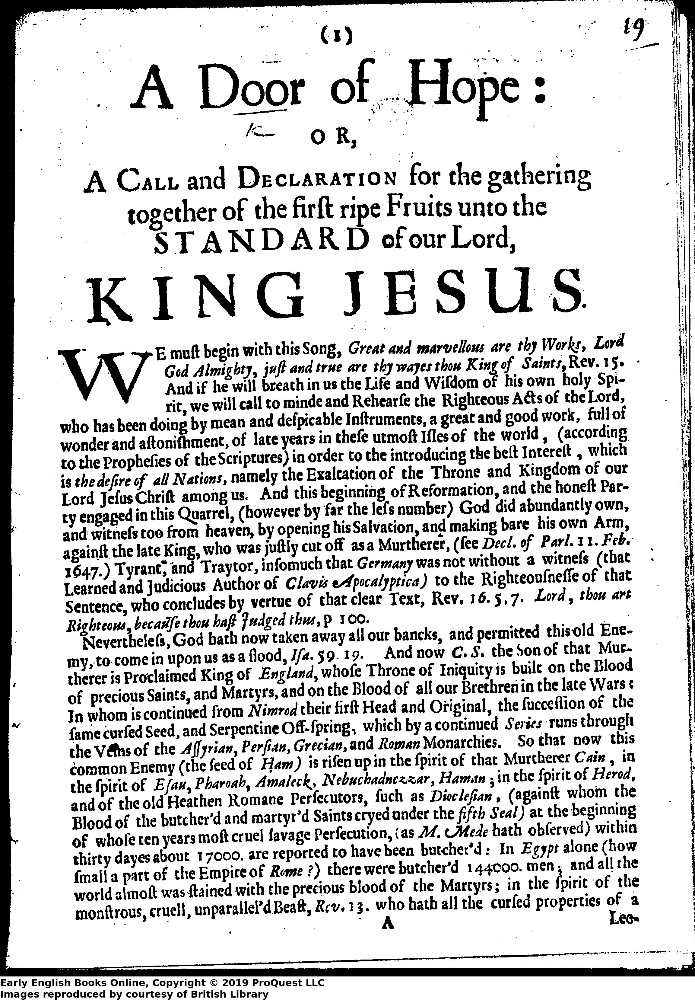 (1)
19
A Door of Hope:
K
OR,
A CALL and DECLARATION for the gathering
together of the firſt ripe Fruits unto the
STANDARD of our Lord,
KING JESUS.
WE muſt begin with this Song, Great and marvellous are thy Works, Lord
God Almighty, juſt and true are thy wayes thou King of Saints, Rev. 15.
And if he will breath in us the Life and Wiſdom of his own holy Spi-
rit, we will call to minde and Rehearſe the Righteous Acts of the Lord,
who has been doing by mean and deſpicable Inſtruments, a great and good work, full of
wonder and aſtoniſhment, of late years in theſe utmoſt Iſles of the world, (according
to the Propheſies of the Scriptures) in order to the introducing the beſt Intereſt, which
is the deſire of all Nations, namely the Exaltation of the Throne and Kingdom of our
Lord Jeſus Chriſt among us. And this beginning of Reformation, and the honeſt Par-
ty engaged in this Quarrel, (however by far the leſs number) God did abundantly own,
and witneſs too from heaven, by opening his Salvation, and making bare his own Arm,
againſt the late King, who was juſtly cut off as a Murtherer, (ſee Decl. of Parl. 11. Feb.
1647.) Tyrant, and Traytor, inſomuch that Germany was not without a witneſs (that
Learned and Judicious Author of Clavis Apocalyptica) to the Righteouſneſſe of that
Sentence, who concludes by vertue of that clear Text, Rev. 16. 5, 7. Lord, thou art
Righteous, becauſe thou haſt Judged thus, p 100.
Nevertheleſs, God hath now taken away all our bancks, and permitted this old Ene-
my, to come in upon us as a flood, Iſa. 59. 19. And now C. S. the Son of that Mur-
therer is Proclaimed King of England, whoſe Throne of Iniquity is built on the Blood
of precious Saints, and Martyrs, and on the Blood of all our Brethren in the late Wars:
In whom is continued from Nimrod their firſt Head and Original, the ſucceſſion of the
ſame curſed Seed, and Serpentine Off-ſpring, which by a continued Series runs through
the Veins of the Aſſyrian, Perſian, Grecian, and Roman Monarchies. So that now this
common Enemy (the ſeed of Ham) is riſen up in the ſpirit of that Murtherer Cain, in
the ſpirit of Eſau, Pharoah, Amaleck, Nebuchadnezzar, Haman; in the ſpirit of Herod,
and of the old Heathen Romane Perſecutors, ſuch as Diocleſian, (againſt whom the
Blood of the butcher'd and martyr'd Saints cryed under the fifth Seal) at the beginning
of whoſe ten years moſt cruel ſavage Perſecution, (as M. Mede hath obſerved) within
thirty dayes about 17000. are reported to have been butcher'd: In Egypt alone (how
ſmall a part of the Empire of Rome?) there were butcher'd 144000. men; and all the
world almoſt was ſtained with the precious blood of the Martyrs; in the ſpirit of the
monſtrous, cruell, unparallel'd Beaſt, Rev. 13. who hath all the curſed properties of a
A
Leo-
Early English Books Online, Copyright © 2019 ProQuest LLC
Images reproduced by courtesy of British Library